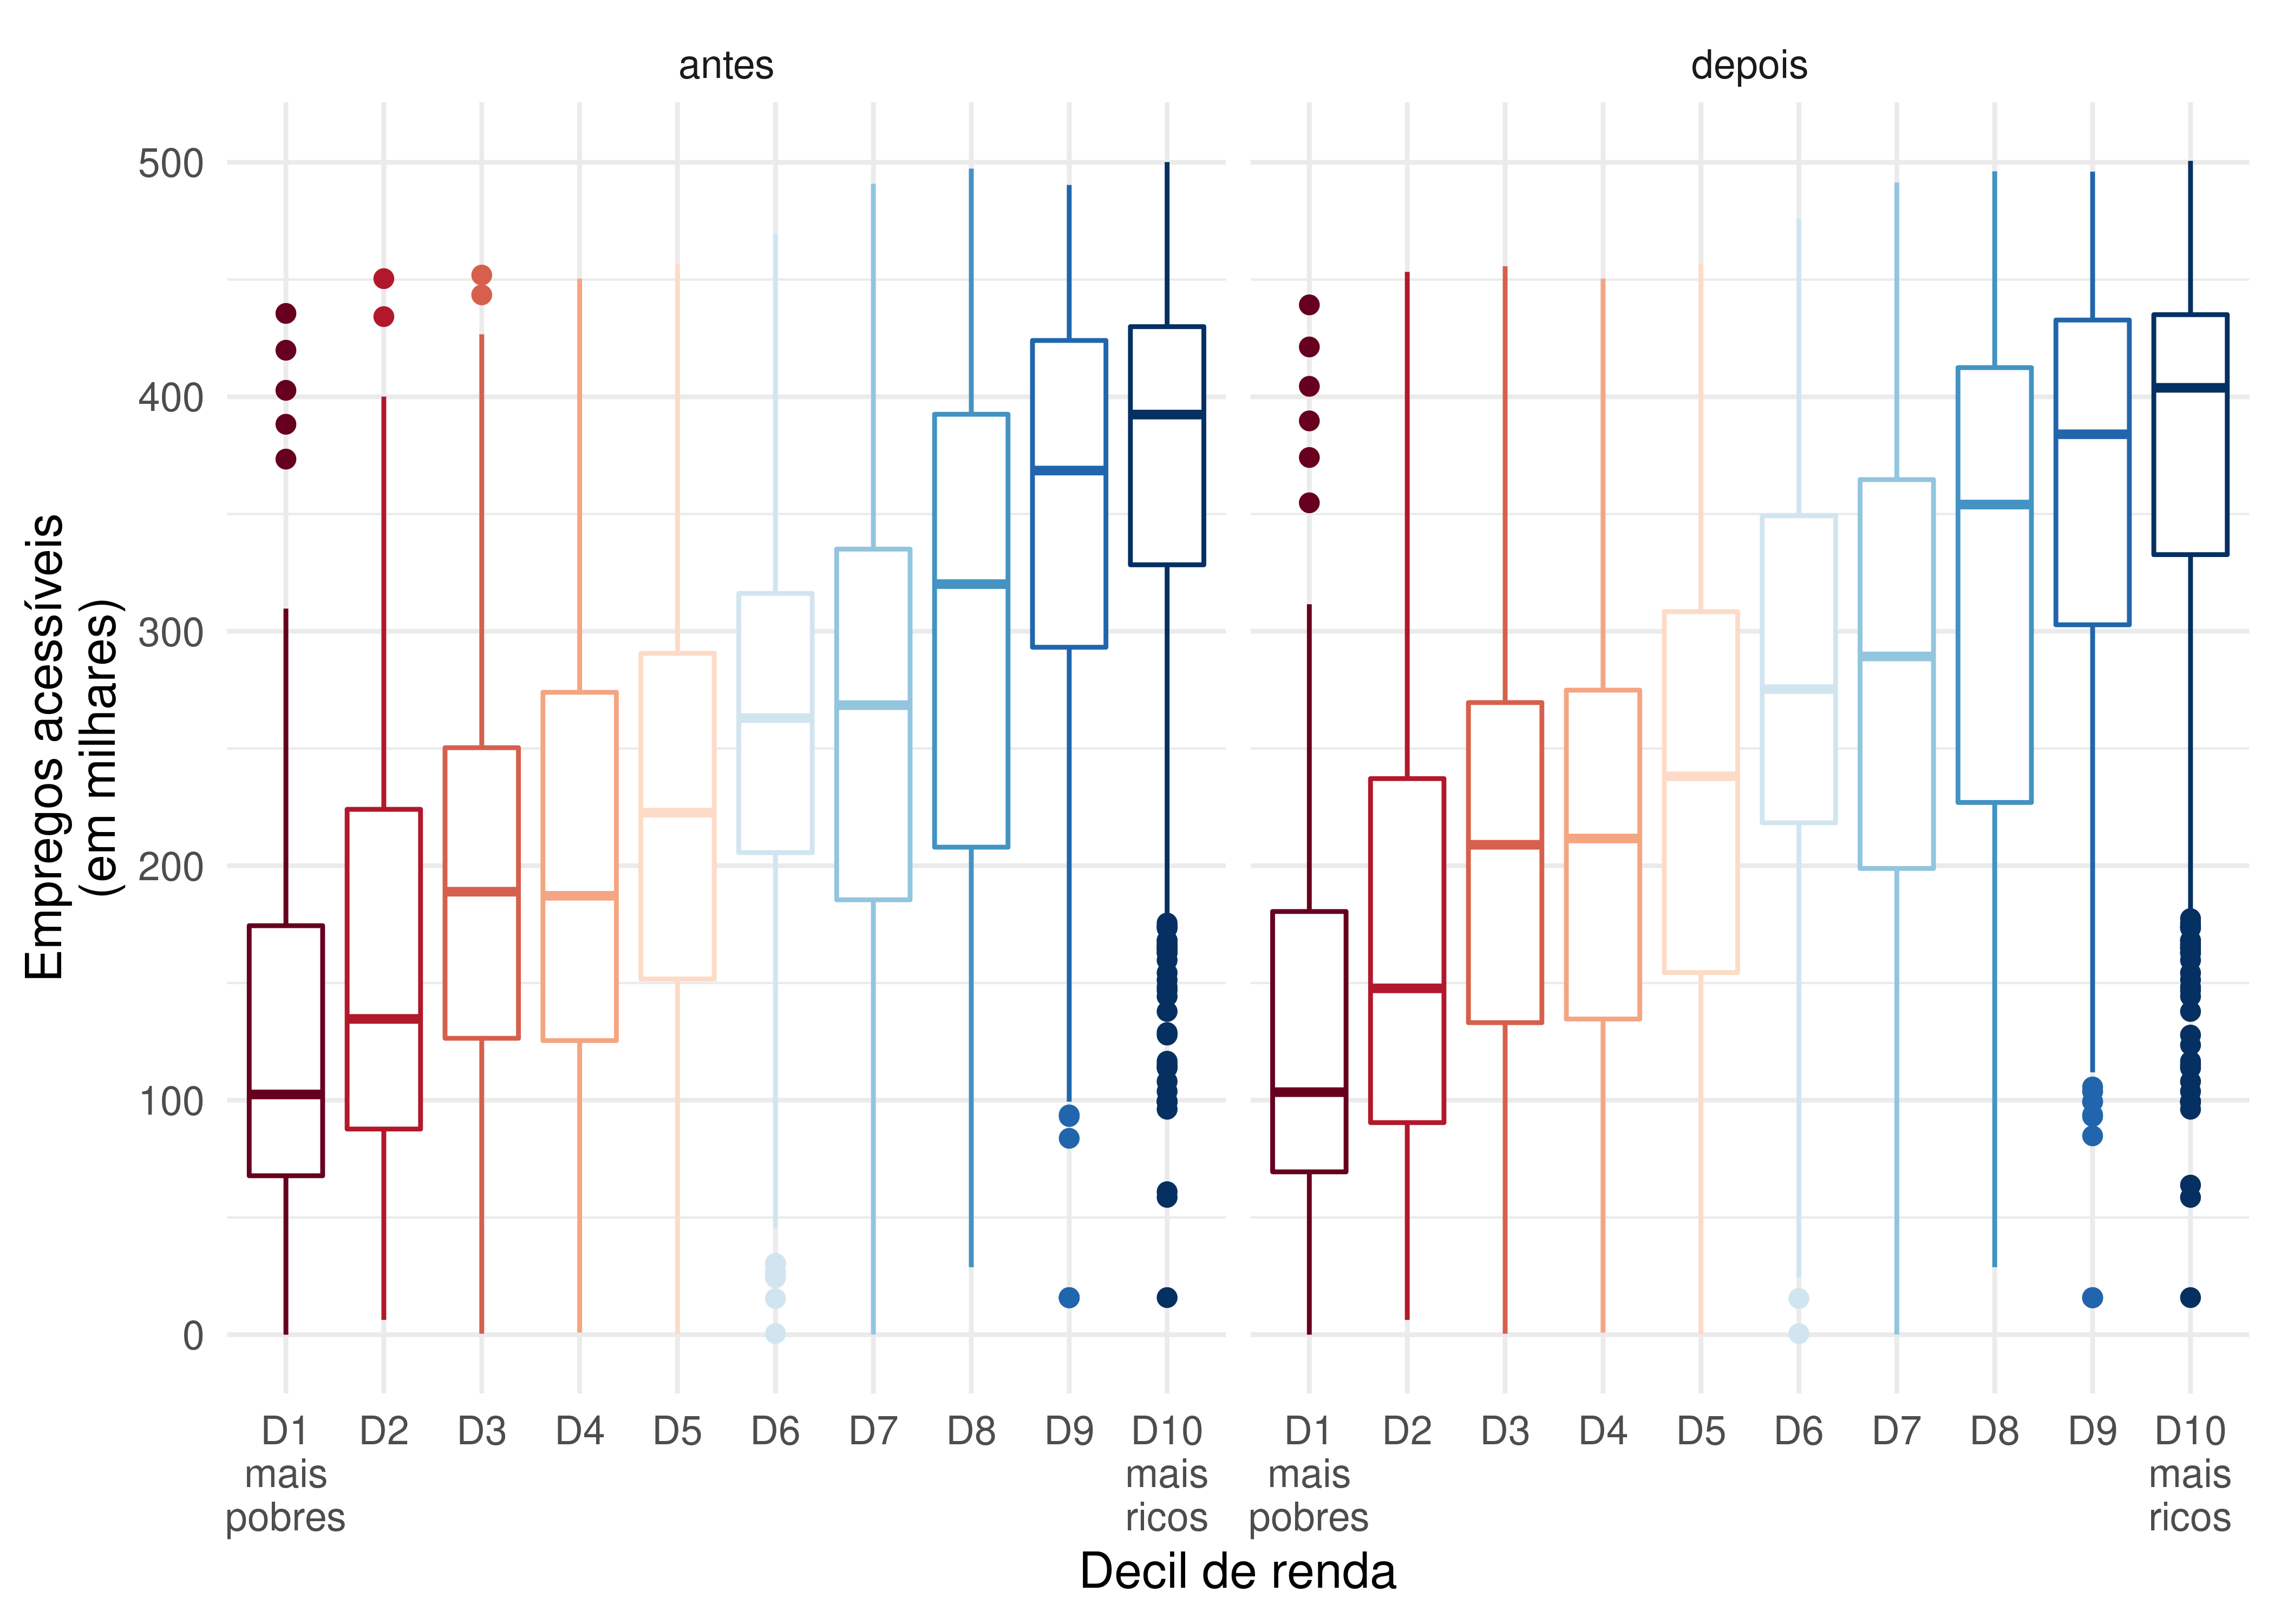 antes
depois
Empregos acessíveis
(em milhares)
500
400
300
200
100
0
D1
mais
pobres
D2
D3
D4
D5
D6
D7
D8
D9
D10
mais
ricos
D1
mais
pobres
D2
D3
D4
D5
D6
D7
D8
D9
D10
mais
ricos
Decil de renda